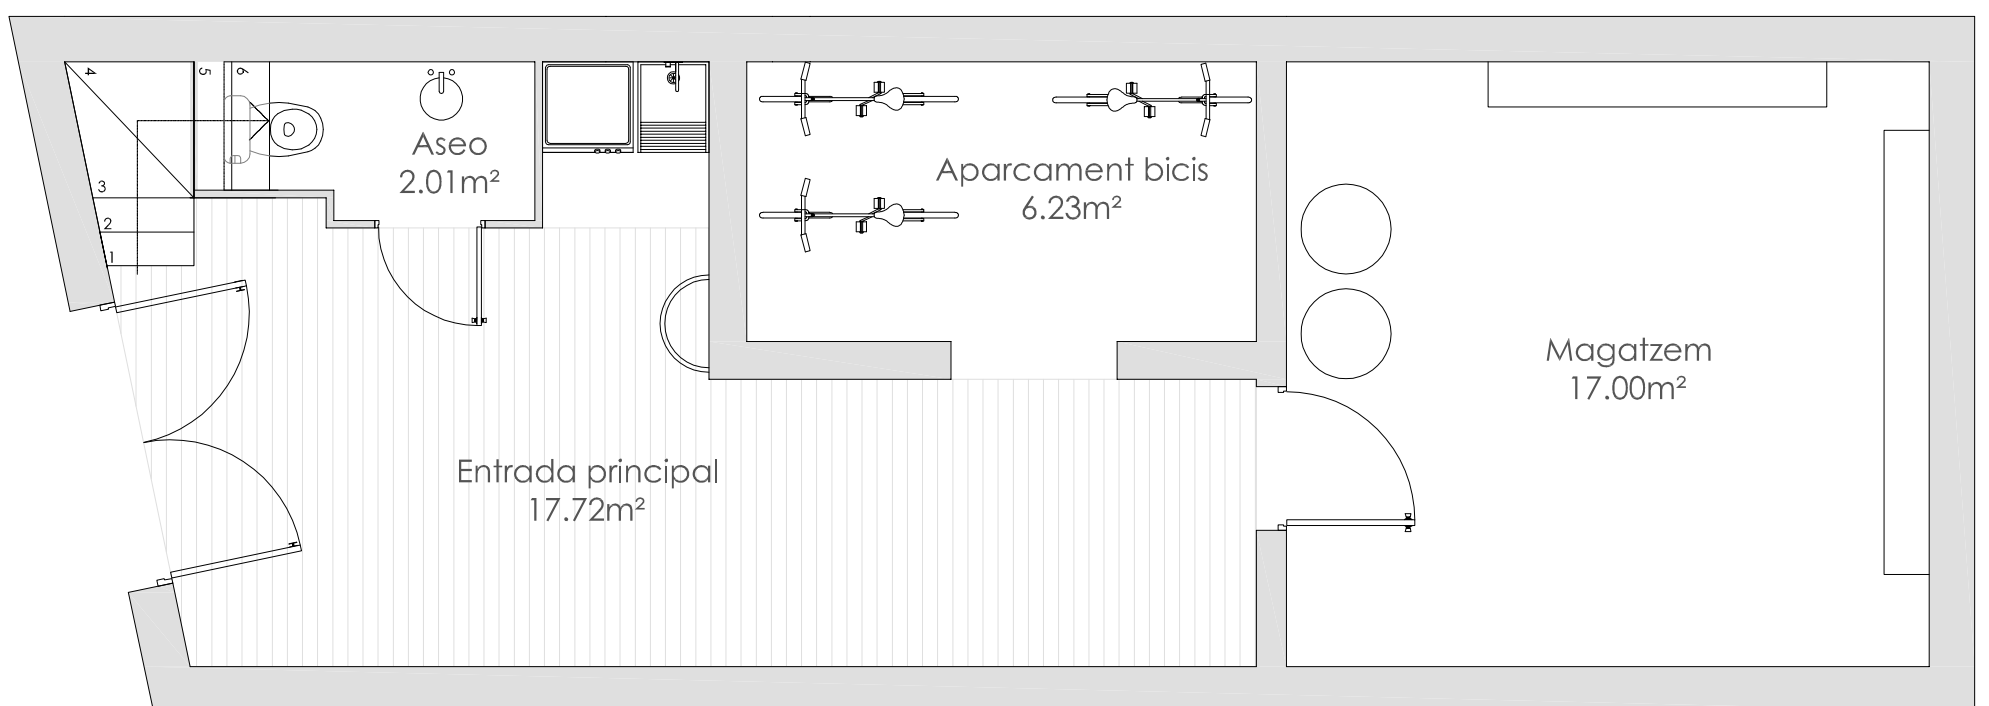 4
5
6
3
2
1
Aseo
2.01m²
Aparcament bicis
6.23m²
Magatzem
17.00m²
Entrada principal
17.72m²